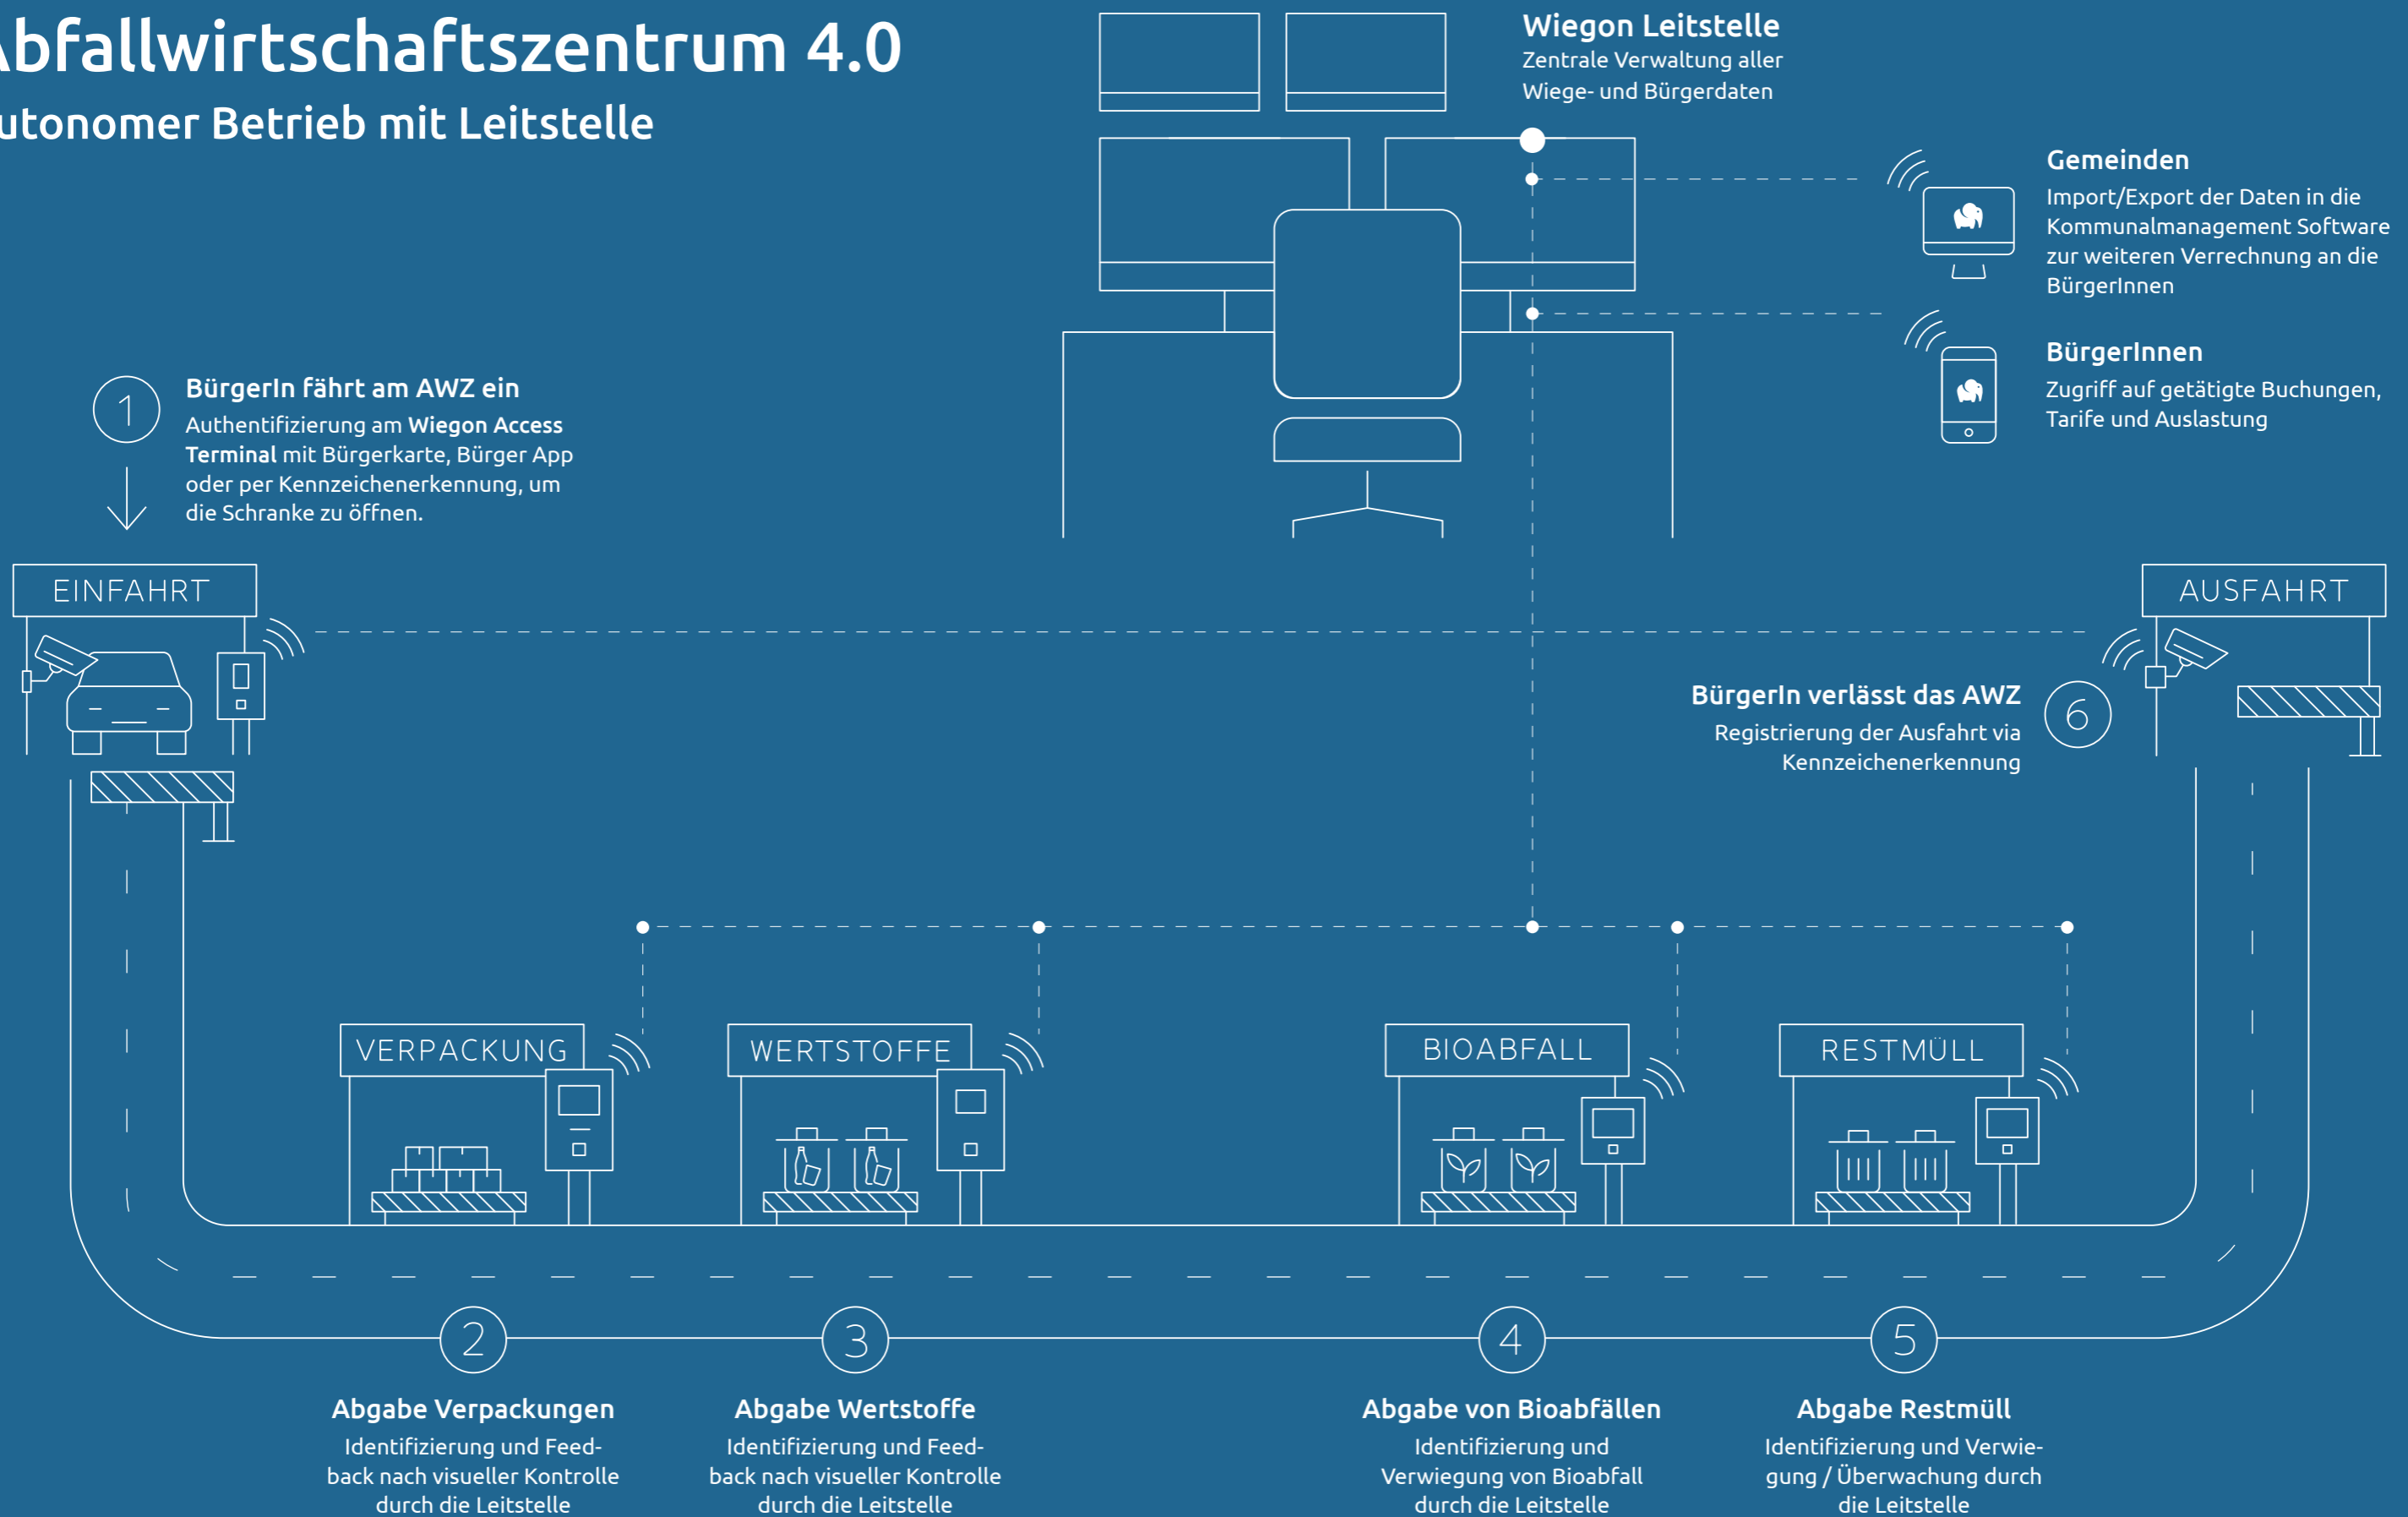 Abfallwirtschaftszentrum 4.0
utonomer Betrieb mit Leitstelle
Wiegon Leitstelle
Zentrale Verwaltung aller
Wiege- und Bürgerdaten
Gemeinden
Import/Export der Daten in die
Kommunalmanagement Software
zur weiteren Verrechnung an die
BürgerInnen
BürgerInnen
Zugriff auf getätigte Buchungen,
Tarife und Auslastung
1
BürgerIn fährt am AWZ ein
Authentifizierung am Wiegon Access
Terminal mit Bürgerkarte, Bürger App
oder per Kennzeichenerkennung, um
die Schranke zu öffnen.
EINFAHRT
AUSFAHRT
BürgerIn verlässt das AWZ
Registrierung der Ausfahrt via
Kennzeichenerkennung
6
VERPACKUNG
WERTSTOFFE
BIOABFALL
RESTMÜLL
2
Abgabe Verpackungen
Identifizierung und Feed-
back nach visueller Kontrolle
durch die Leitstelle
3
Abgabe Wertstoffe
Identifizierung und Feed-
back nach visueller Kontrolle
durch die Leitstelle
4
Abgabe von Bioabfällen
Identifizierung und
Verwiegung von Bioabfall
durch die Leitstelle
5
Abgabe Restmüll
Identifizierung und Verwie-
gung / Überwachung durch
die Leitstelle